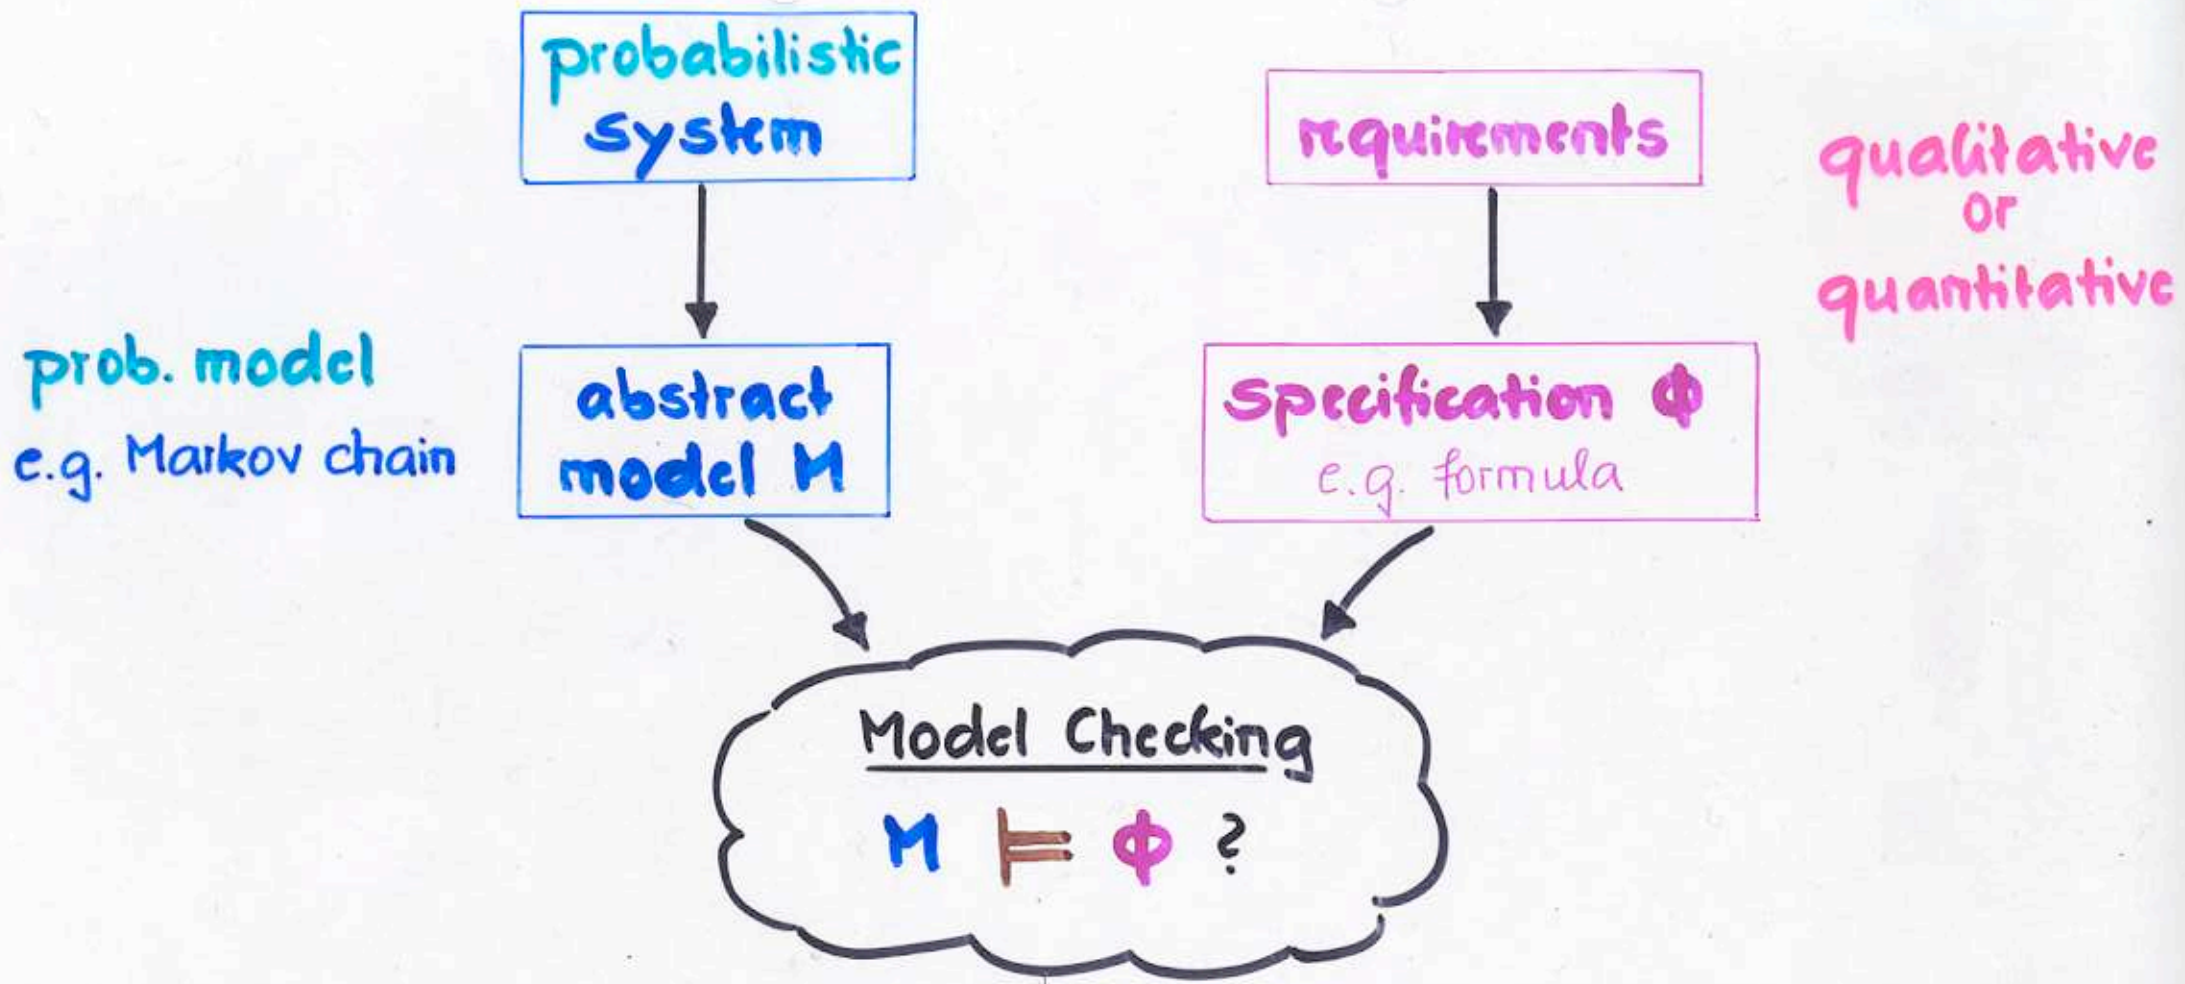 probabilistic
system
requirements
qualitative
or
quantitative
prob. model
e.g. Markov chain
abstract
model M
specification Φ
e.g. formula
Model Checking
M ⊨ Φ ?